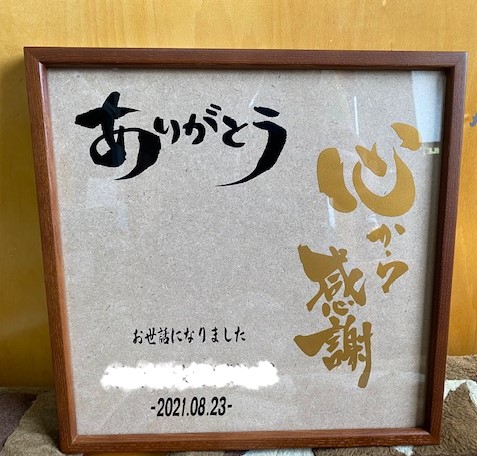 ありがとう
心から
感謝
お世話になりました
-2021.08.23-